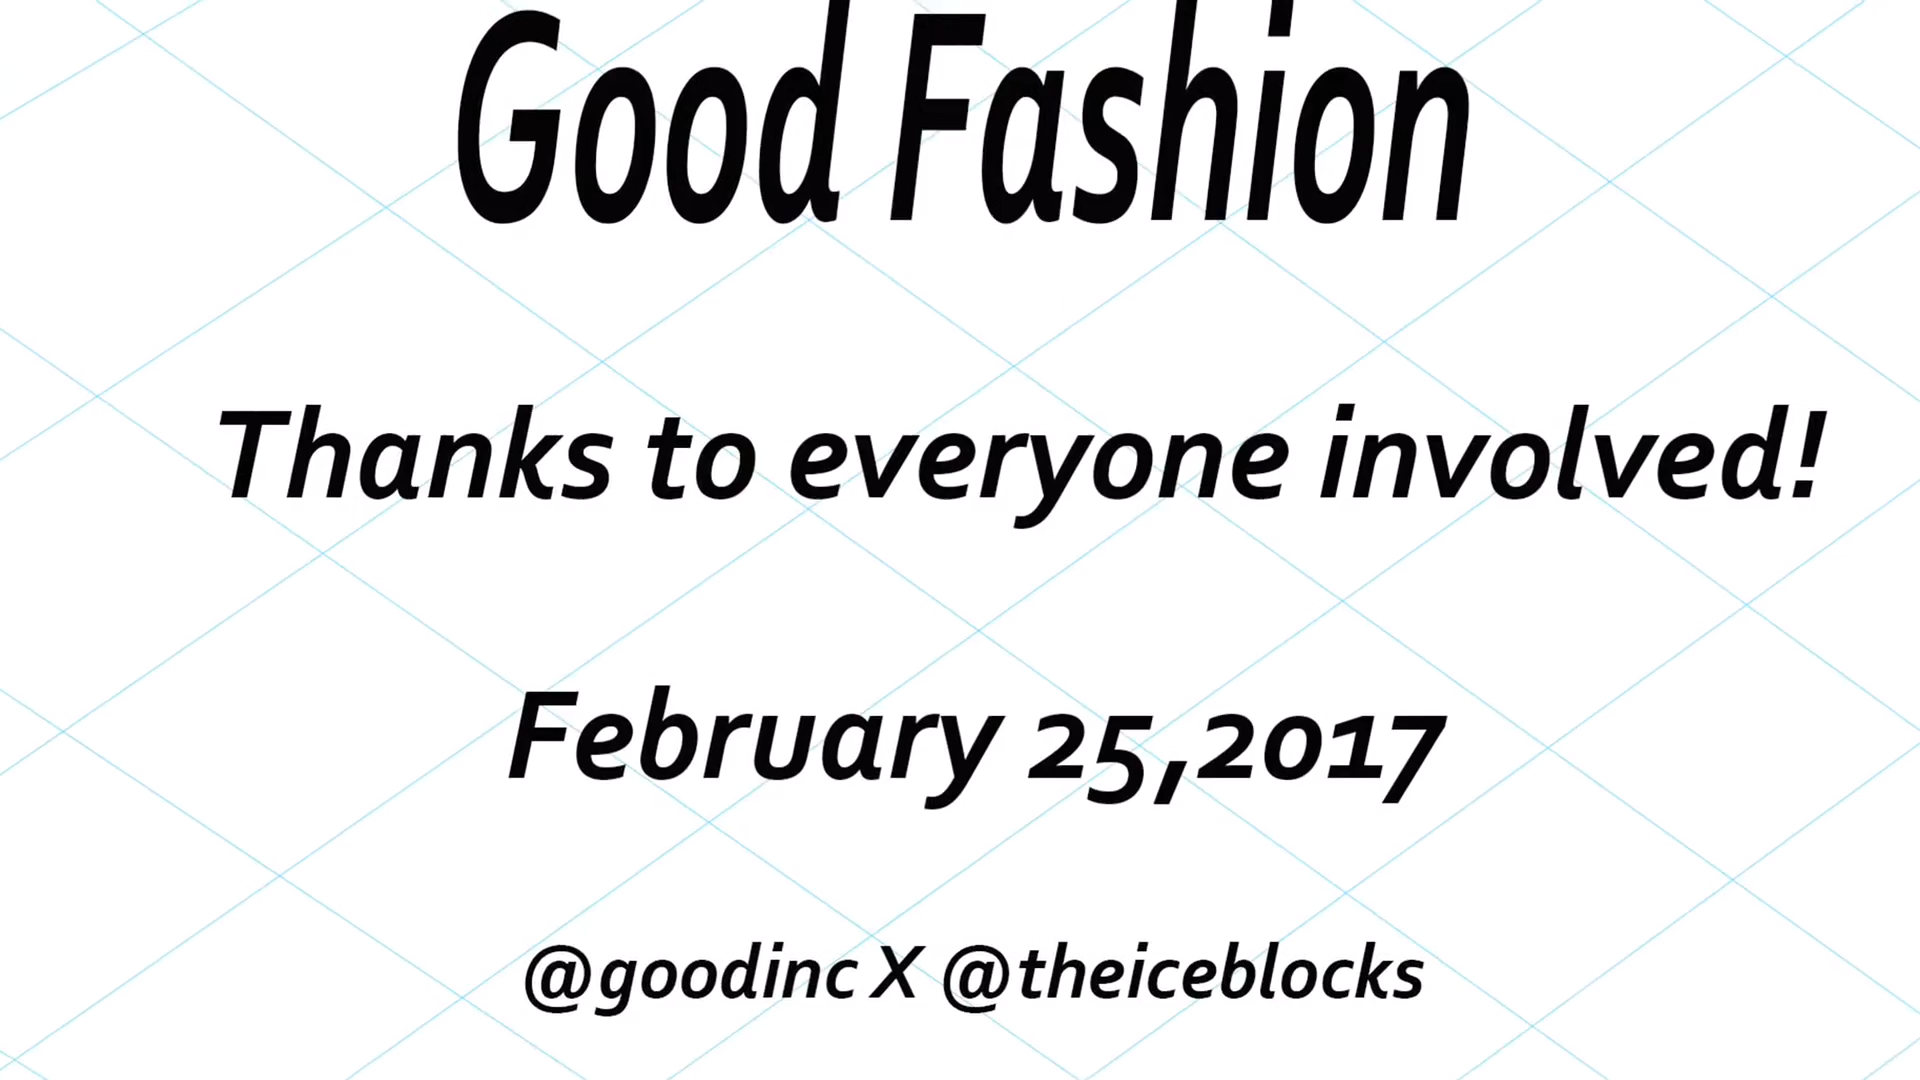 Good Fashion
Thanks to everyone involved!
February 25,2017
@goodinc X @theiceblocks